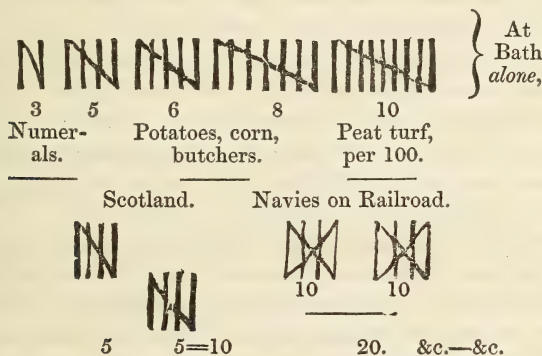 At
Bath
alone,
3 5 6 8 10
Numer- Potatoes, corn, Peat turf,
als. butchers. per 100.
Scotland. Navies on Railroad.
10 10
5 5=10 20. &c.—&c.